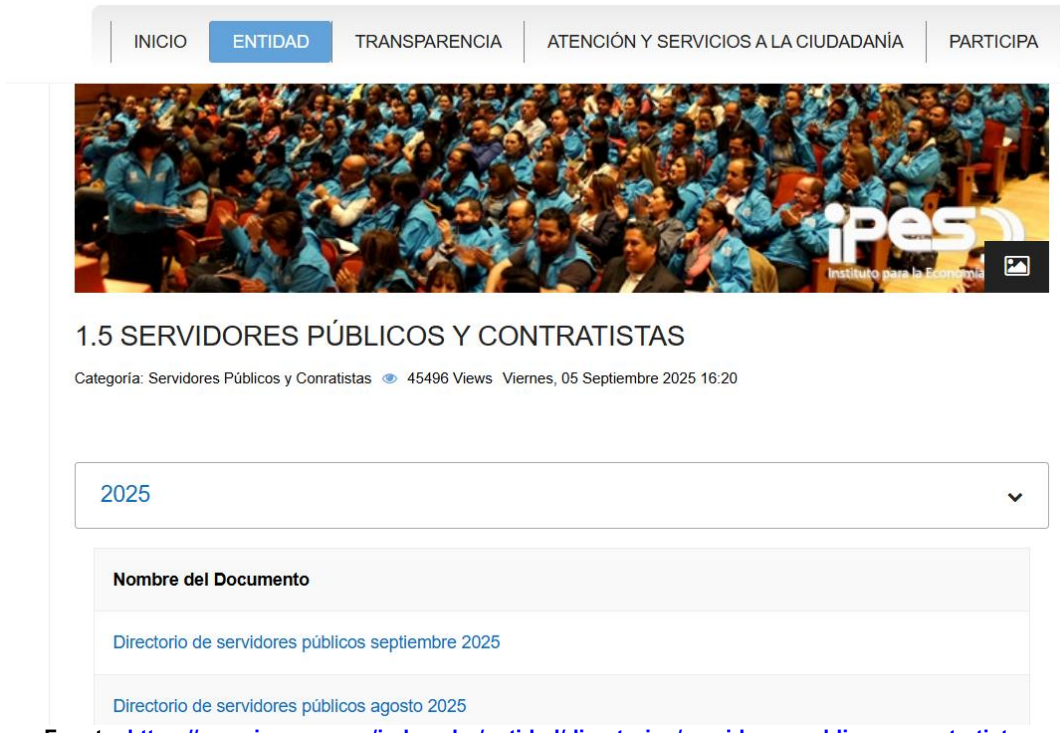 INICIO ENTIDAD TRANSPARENCIA ATENCIÓN Y SERVICIOS A LA CIUDADANÍA PARTICIPA
ipes
Instituto para la Economía
1.5 SERVIDORES PÚBLICOS Y CONTRATISTAS
Categoría: Servidores Públicos y Conratistas 45496 Views Viernes, 05 Septiembre 2025 16:20
2025
Nombre del Documento
Directorio de servidores públicos septiembre 2025
Directorio de servidores públicos agosto 2025